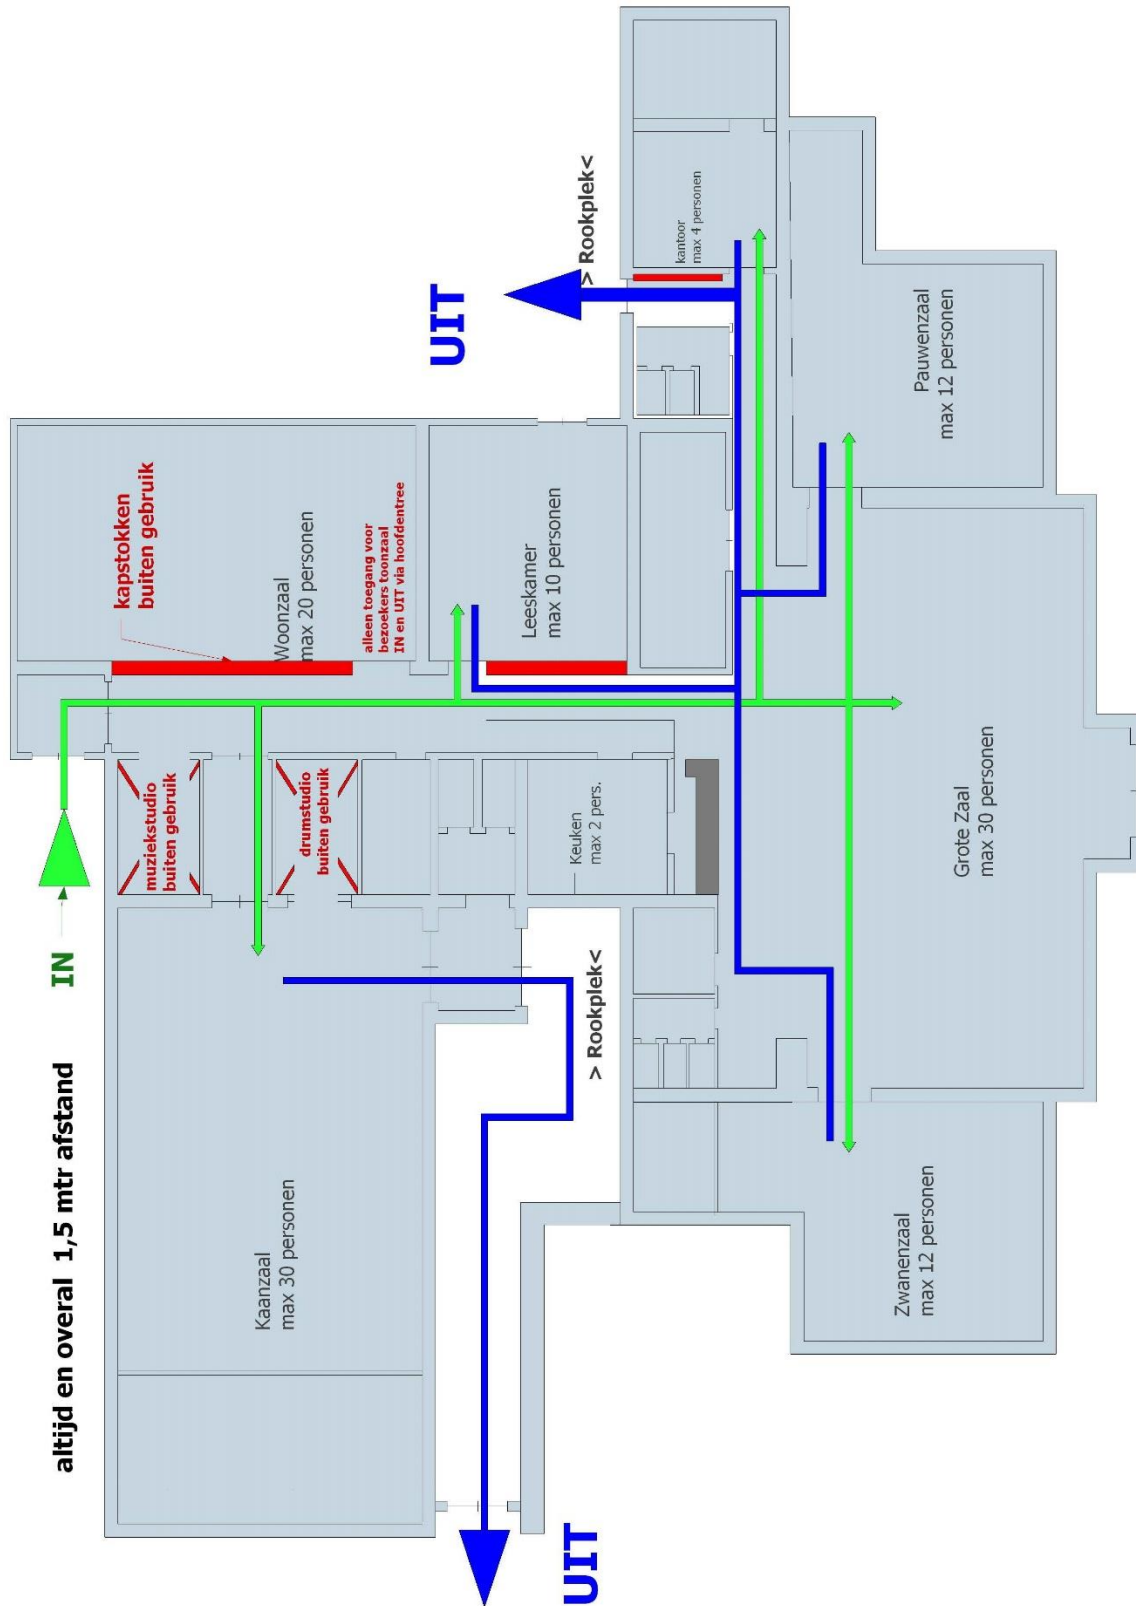 altijd en overal 1,5 mtr afstand
IN
UIT
UIT
> Rookplek<
> Rookplek<
kapstokken
buiten gebruik
Woonzaal
max 20 personen
alleen toegang voor
bezoekers toonzaal
IN en UIT via hoofdentree
muziekstudio
buiten gebruik
drumstudio
buiten gebruik
Leeskamer
max 10 personen
kantoor
max 4 personen
Keuken
max 2 pers.
Kaanzaal
max 30 personen
Pauwenzaal
max 12 personen
Grote Zaal
max 30 personen
Zwanenzaal
max 12 personen